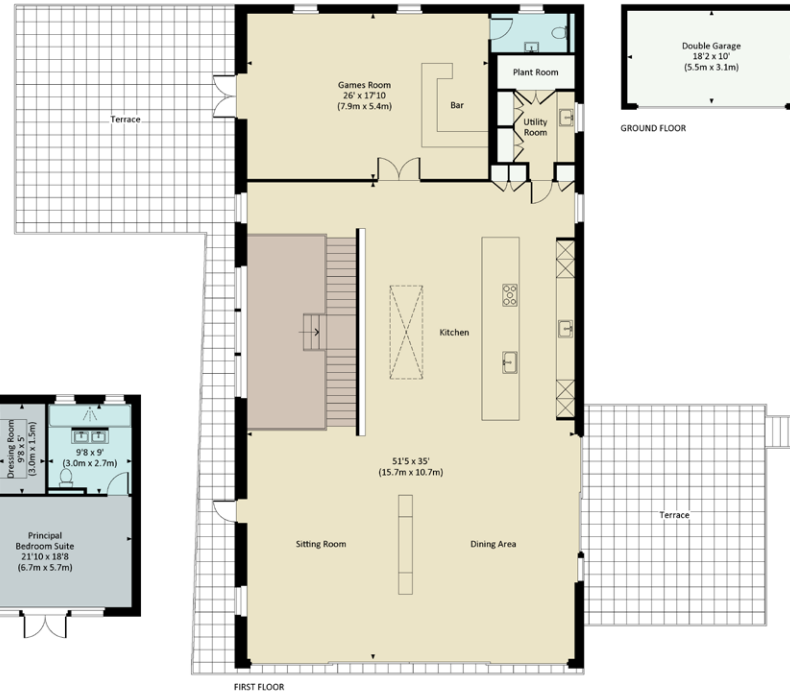 Games Room
26' x 17'10
(7.9m x 5.4m)
Bar
Plant Room
Utility
Room
Terrace
Double Garage
18'2 x 10'
(5.5m x 3.1m)
GROUND FLOOR
Kitchen
51'5 x 35'
(15.7m x 10.7m)
Sitting Room
Dining Area
Terrace
Dressing Room
9'8 x 5'
(3.0m x 1.5m)
9'8 x 9'
(3.0m x 2.7m)
Principal
Bedroom Suite
21'10 x 18'8
(6.7m x 5.7m)
FIRST FLOOR